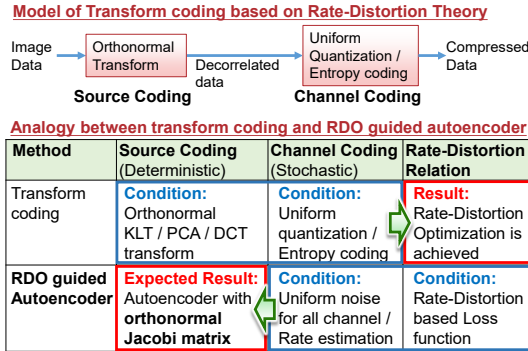 Model of Transform coding based on Rate-Distortion Theory
Image
Data
Orthonormal
Transform
Decorrelated
data
Uniform
Quantization /
Entropy coding
Compressed
Data
Source Coding
Channel Coding
Analogy between transform coding and RDO guided autoencoder
Method
Source Coding
(Deterministic)
Channel Coding
(Stochastic)
Rate-Distortion
Relation
Transform
coding
Condition:
Orthonormal
KLT / PCA / DCT
transform
Condition:
Uniform
quantization /
Entropy coding
Result:
Rate-Distortion
Optimization is
achieved
RDO guided
Autoencoder
Expected Result:
Autoencoder with
orthonormal
Jacobi matrix
Condition:
Uniform noise
for all channel /
Rate estimation
Condition:
Rate-Distortion
based Loss
function